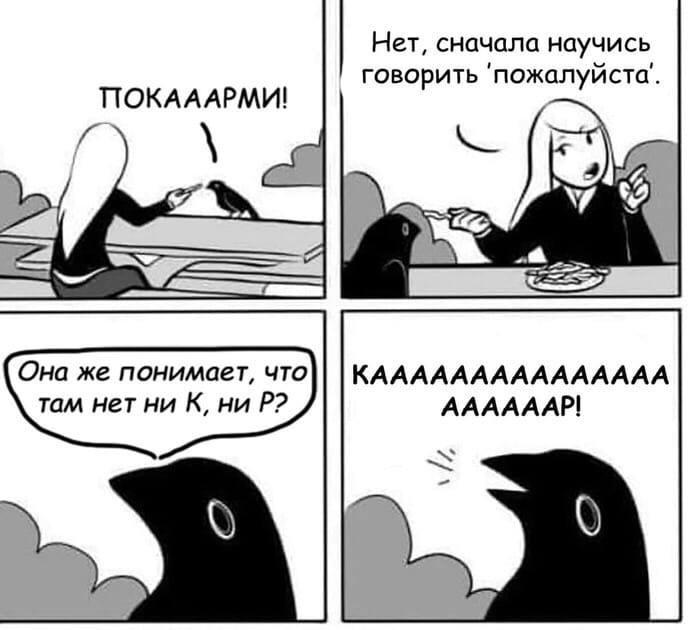 ПОКАААРМИ!
Нет, сначала научись
говорить 'пожалуйста'.
Она же понимает, что
там нет ни К, ни Р?
КААААААААААААААА
АААААAР!